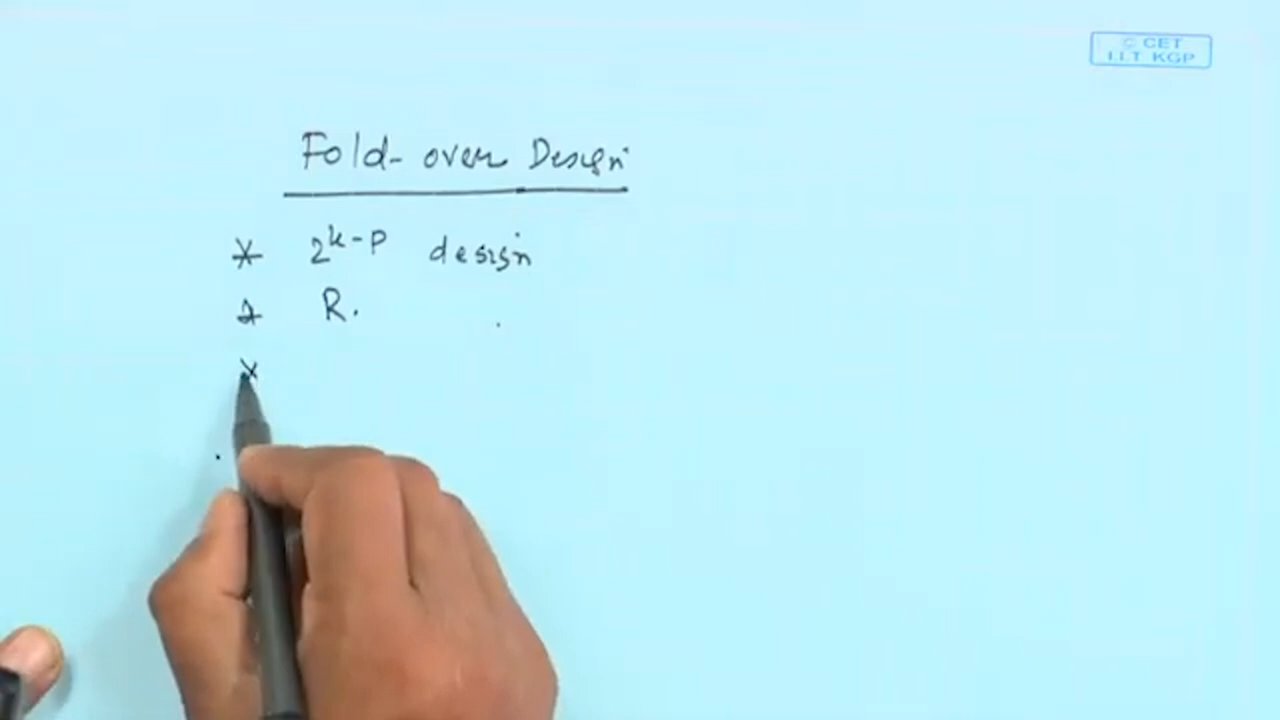 © CET
I.I.T KGP
Fold-over Design
* 2^{k-p} design
* R.
*